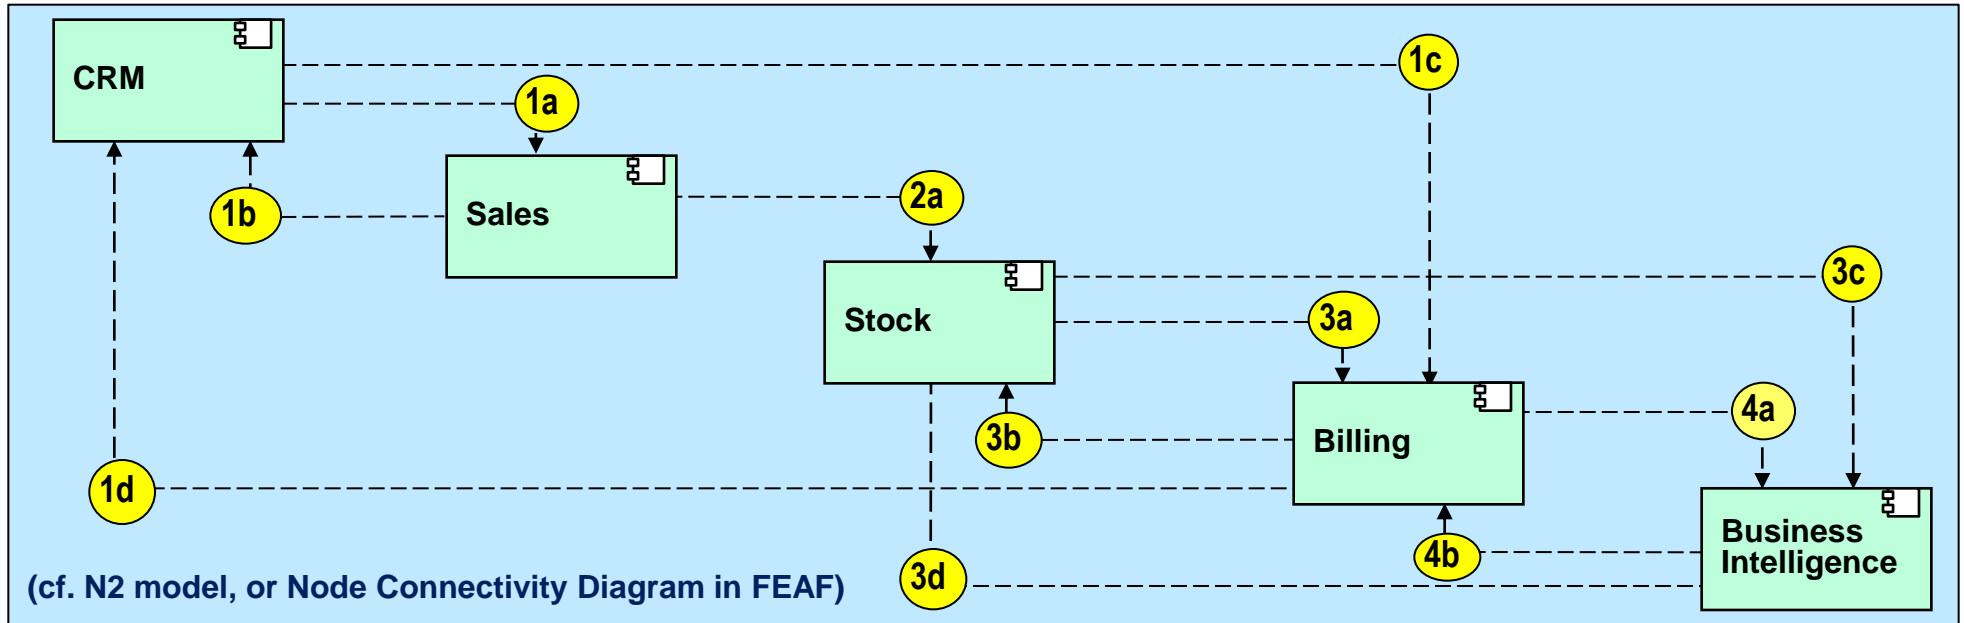 CRM
1c
1a
1b
Sales
2a
Stock
3c
3a
3b
Billing
4a
1d
4b
3d
Business
Intelligence
(cf. N2 model, or Node Connectivity Diagram in FEAF)